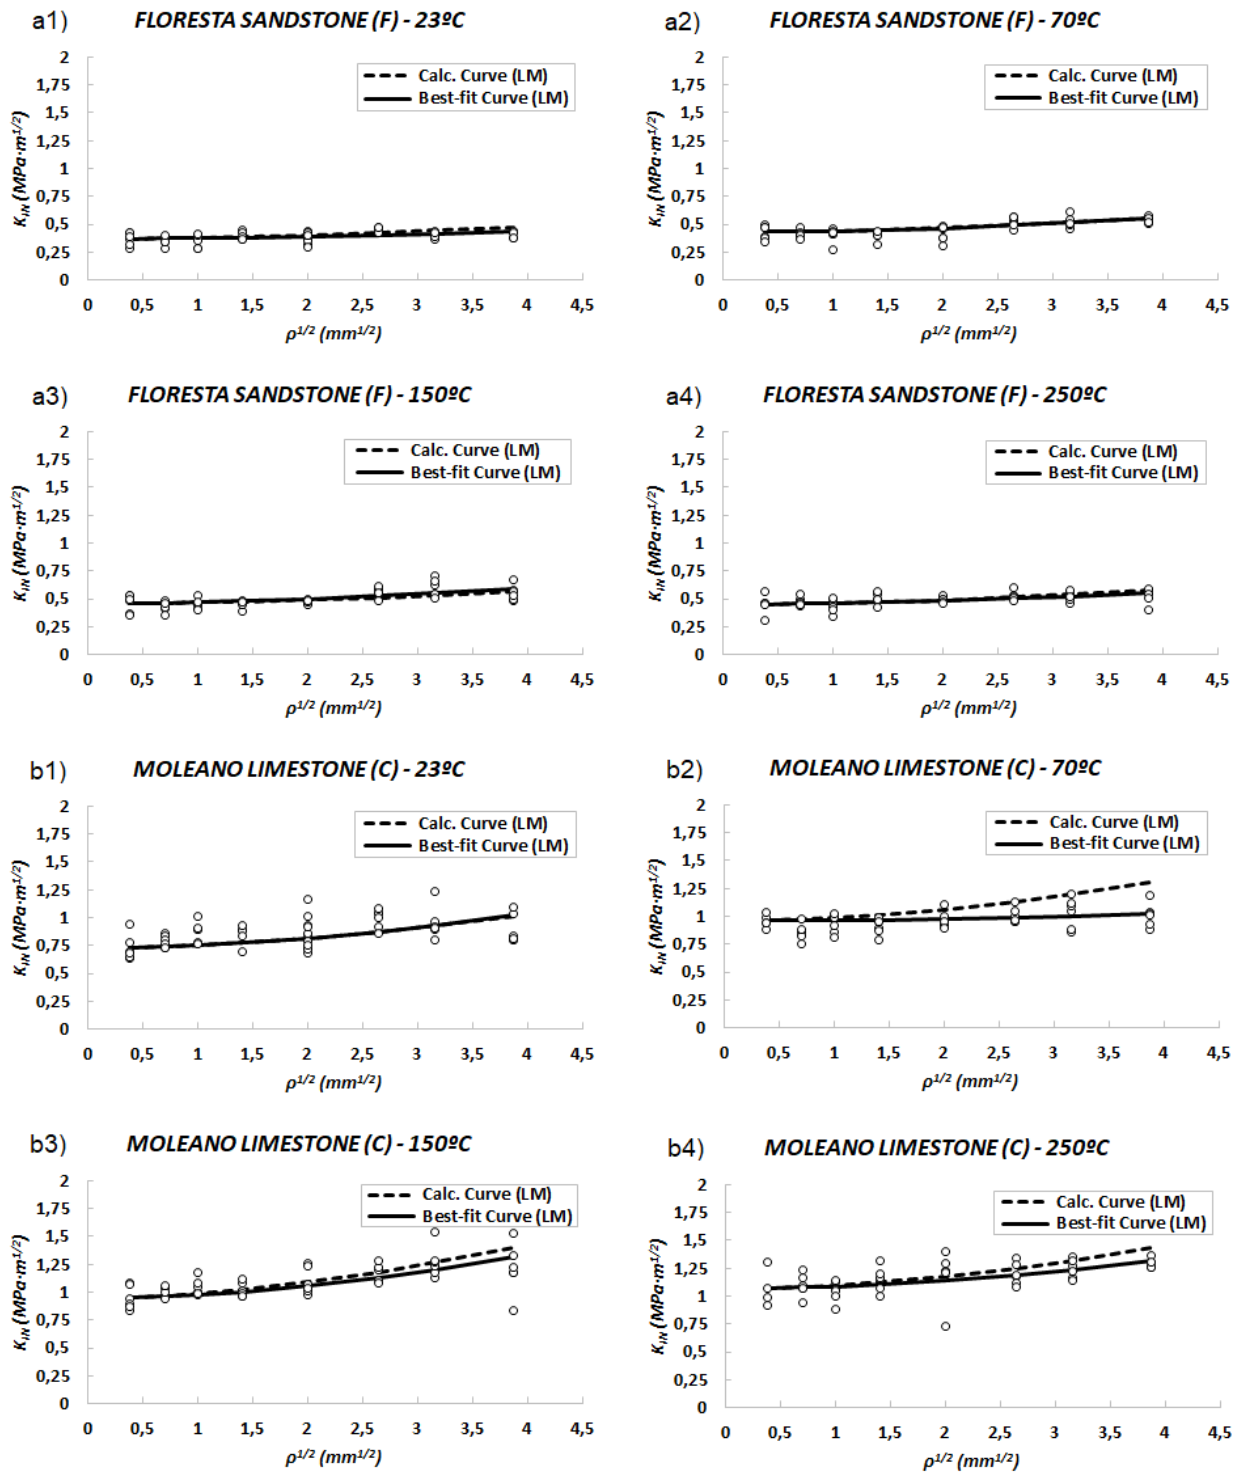 a1) FLORESTA SANDSTONE (F) - 23ºC
Calc. Curve (LM)
Best-fit Curve (LM)
K_IN (MPa·m^1/2)
2
1,75
1,5
1,25
1
0,75
0,5
0,25
0
0 0,5 1 1,5 2 2,5 3 3,5 4 4,5
ρ^1/2 (mm^1/2)
a2) FLORESTA SANDSTONE (F) - 70ºC
Calc. Curve (LM)
Best-fit Curve (LM)
K_IN (MPa·m^1/2)
2
1,75
1,5
1,25
1
0,75
0,5
0,25
0
0 0,5 1 1,5 2 2,5 3 3,5 4 4,5
ρ^1/2 (mm^1/2)
a3) FLORESTA SANDSTONE (F) - 150ºC
Calc. Curve (LM)
Best-fit Curve (LM)
K_IN (MPa·m^1/2)
2
1,75
1,5
1,25
1
0,75
0,5
0,25
0
0 0,5 1 1,5 2 2,5 3 3,5 4 4,5
ρ^1/2 (mm^1/2)
a4) FLORESTA SANDSTONE (F) - 250ºC
Calc. Curve (LM)
Best-fit Curve (LM)
K_IN (MPa·m^1/2)
2
1,75
1,5
1,25
1
0,75
0,5
0,25
0
0 0,5 1 1,5 2 2,5 3 3,5 4 4,5
ρ^1/2 (mm^1/2)
b1) MOLEANO LIMESTONE (C) - 23ºC
Calc. Curve (LM)
Best-fit Curve (LM)
K_IN (MPa·m^1/2)
2
1,75
1,5
1,25
1
0,75
0,5
0,25
0
0 0,5 1 1,5 2 2,5 3 3,5 4 4,5
ρ^1/2 (mm^1/2)
b2) MOLEANO LIMESTONE (C) - 70ºC
Calc. Curve (LM)
Best-fit Curve (LM)
K_IN (MPa·m^1/2)
2
1,75
1,5
1,25
1
0,75
0,5
0,25
0
0 0,5 1 1,5 2 2,5 3 3,5 4 4,5
ρ^1/2 (mm^1/2)
b3) MOLEANO LIMESTONE (C) - 150ºC
Calc. Curve (LM)
Best-fit Curve (LM)
K_IN (MPa·m^1/2)
2
1,75
1,5
1,25
1
0,75
0,5
0,25
0
0 0,5 1 1,5 2 2,5 3 3,5 4 4,5
ρ^1/2 (mm^1/2)
b4) MOLEANO LIMESTONE (C) - 250ºC
Calc. Curve (LM)
Best-fit Curve (LM)
K_IN (MPa·m^1/2)
2
1,75
1,5
1,25
1
0,75
0,5
0,25
0
0 0,5 1 1,5 2 2,5 3 3,5 4 4,5
ρ^1/2 (mm^1/2)